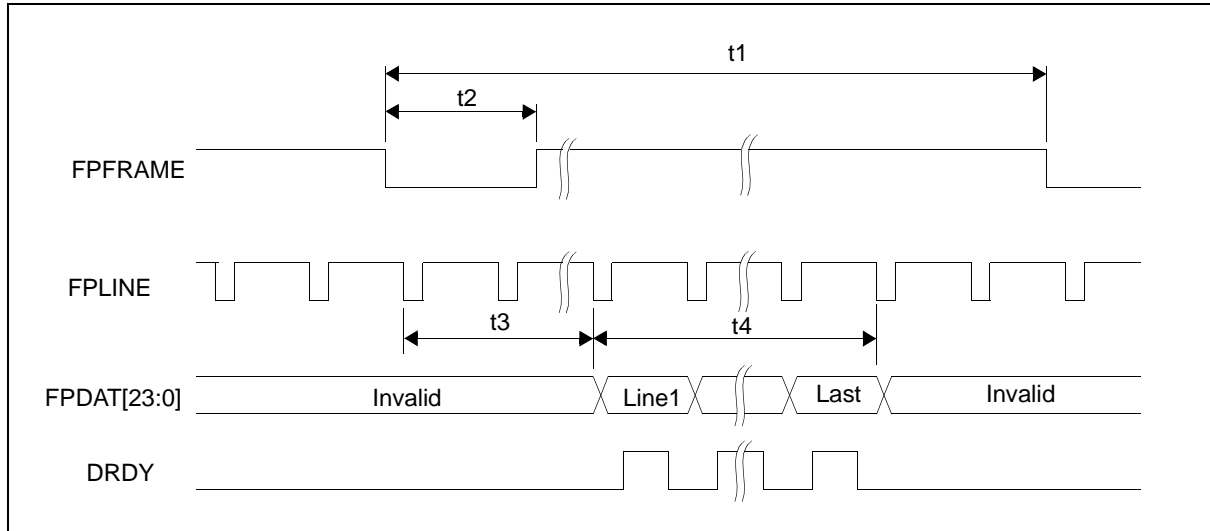 t1
t2
FPFRAME
FPLINE
t3
t4
FPDAT[23:0]
Invalid
Line1
Last
Invalid
DRDY